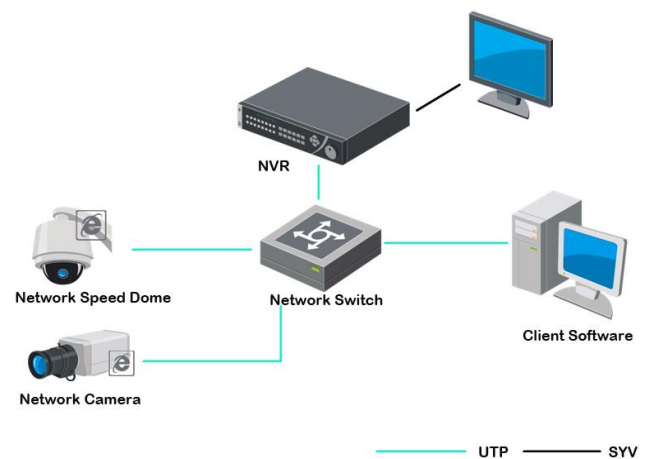 NVR
Network Speed Dome
Network Switch
Client Software
Network Camera
UTP
SYV